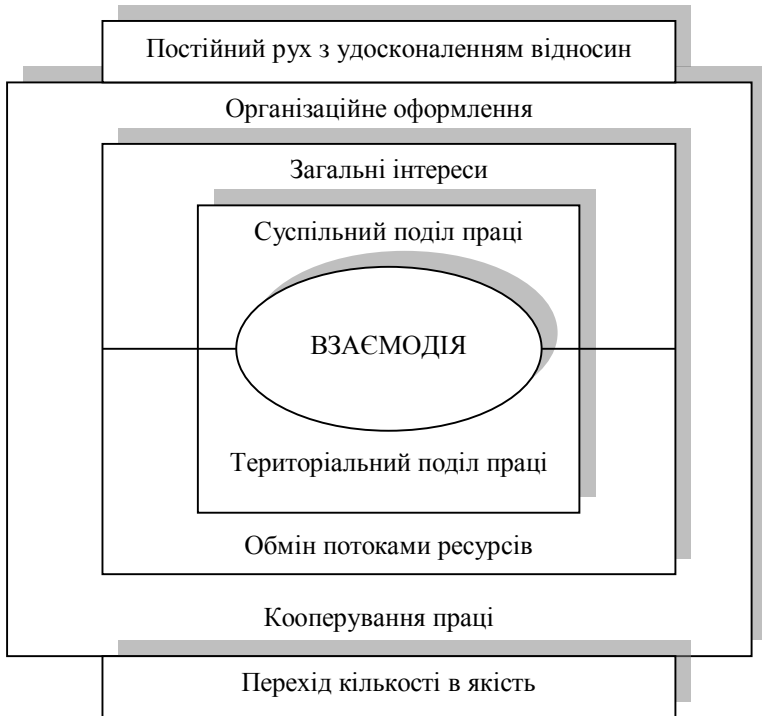 Постійний рух з удосконаленням відносин
Організаційне оформлення
Загальні інтереси
Суспільний поділ праці
ВЗАЄМОДІЯ
Територіальний поділ праці
Обмін потоками ресурсів
Кооперування праці
Перехід кількості в якість